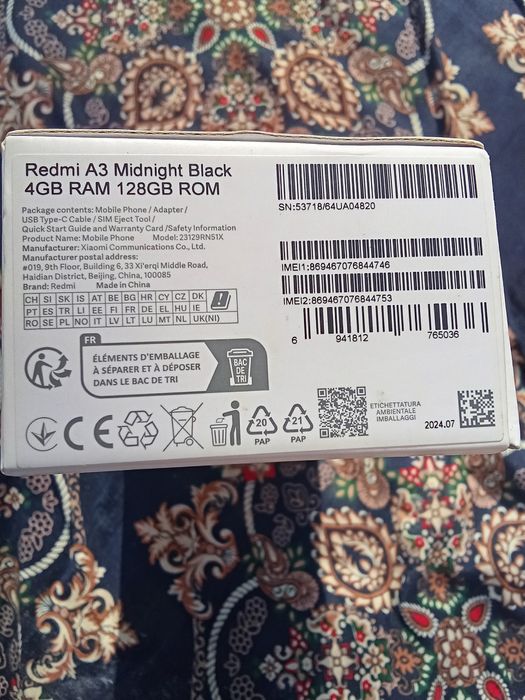 Redmi A3 Midnight Black
4GB RAM 128GB ROM
Package contents: Mobile Phone / Adapter /
USB Type-C Cable / SIM Eject Tool /
Quick Start Guide and Warranty Card /Safety Information
Product Name: Mobile Phone Model: 23129RN51X
Manufacturer: Xiaomi Communications Co., Ltd.
Manufacturer postal address:
#019, 9th Floor, Building 6, 33 Xi'erqi Middle Road,
Haidian District, Beijing, China, 100085
Brand: Redmi Made in China
CH SI SK IS AT BE BG HR CY CZ DK
PT ES TR LI EE FI FR DE EL HU IE
RO SE PL NO IT LV LT LU MT NL UK(NI)
SN:53718/64UA04820
IMEI1:869467076844746
IMEI2:869467076844753
6 941812 765036
FR
ÉLÉMENTS D'EMBALLAGE
À SÉPARER ET À DÉPOSER
DANS LE BAC DE TRI
BAC
DE
TRI
CE
20
PAP
21
PAP
ETICHETTATURA
AMBIENTALE
IMBALLAGGI
2024.07